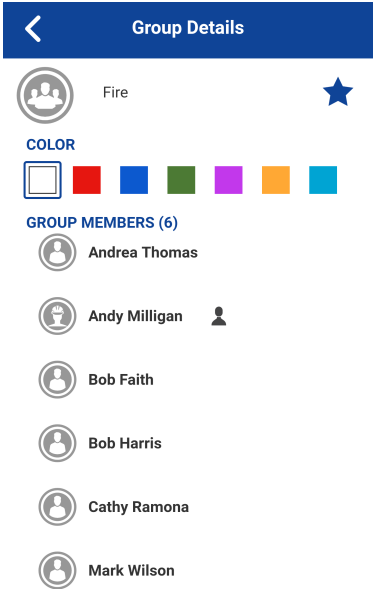 Group Details
Fire
COLOR
GROUP MEMBERS (6)
Andrea Thomas
Andy Milligan
Bob Faith
Bob Harris
Cathy Ramona
Mark Wilson